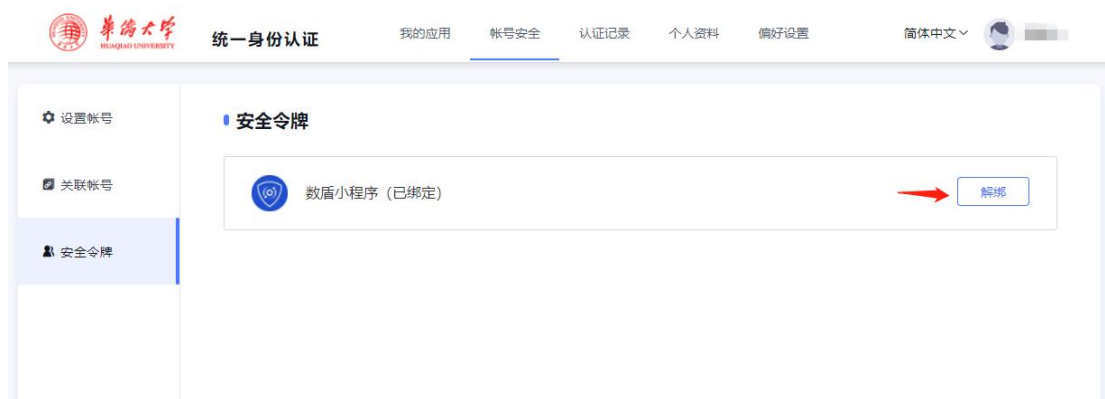 華僑大学
HUAQIAO UNIVERSITY
统一身份认证
我的应用
帐号安全
认证记录
个人资料
偏好设置
简体中文
设置帐号
关联帐号
安全令牌
安全令牌
数盾小程序（已绑定）
解绑